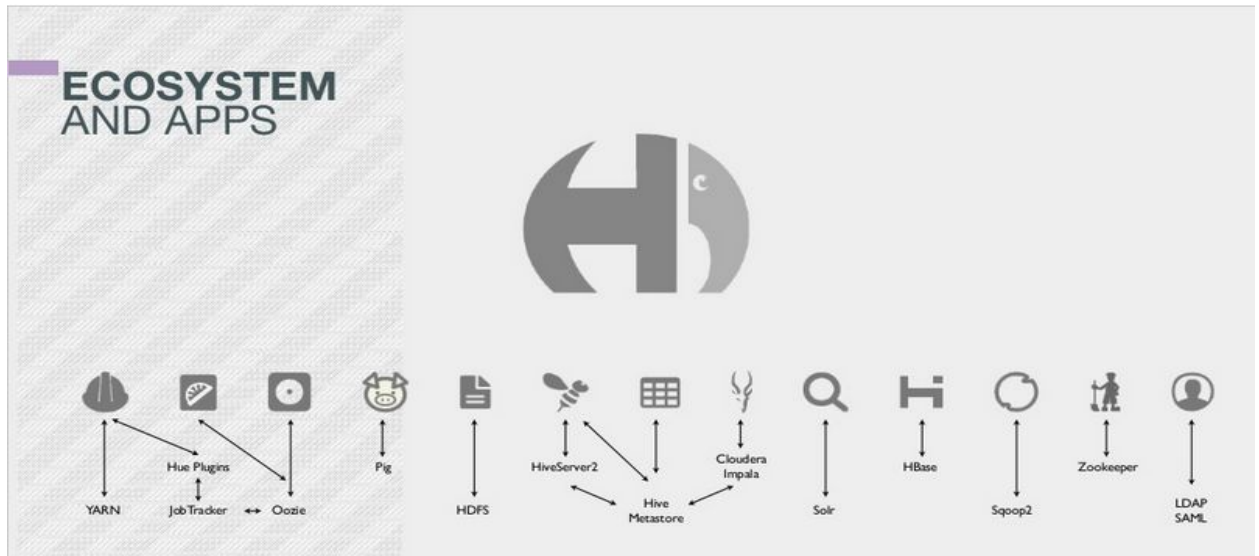 ECOSYSTEM
AND APPS
Hue Plugins
Pig
HiveServer2
Cloudera
Impala
HBase
Zookeeper
YARN
JobTracker
Oozie
HDFS
Hive
Metastore
Solr
Sqoop2
LDAP
SAML